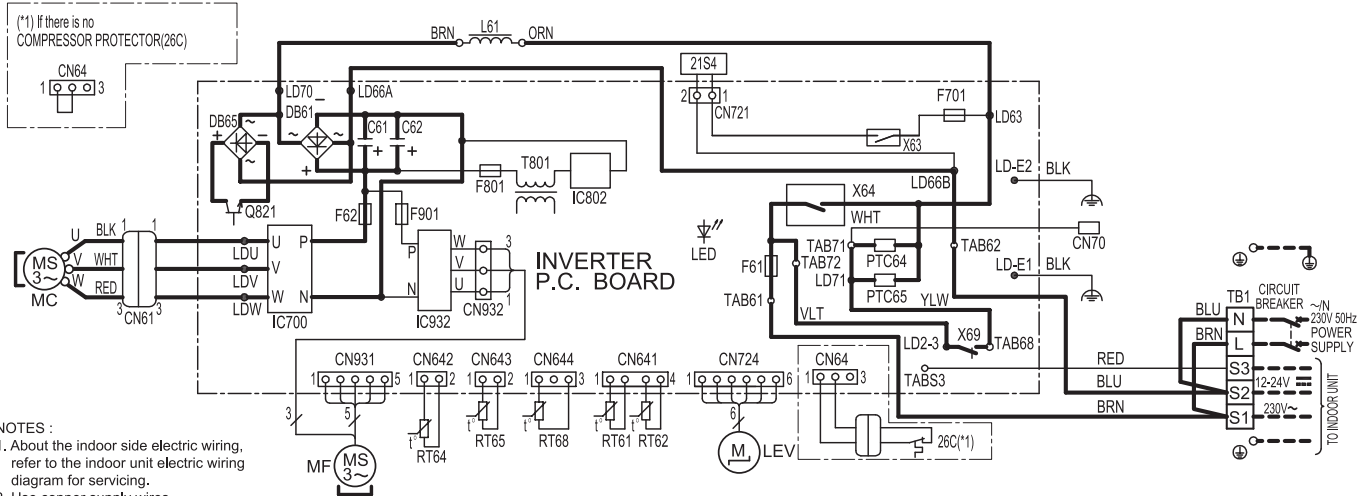 (*1) If there is no
COMPRESSOR PROTECTOR(26C)
CN64
1 3
BRN L61 ORN
LD70 LD66A
DB65 DB61 −
~ ~ ~
+ − + ~
C61 C62
+ +
21S4
2 1
CN721
F701
X63
LD63
T801
F801
IC802
Q821
LD66B
LD-E2 BLK
X64
WHT
F62 F901
LED
TAB71
TAB72
LD71
PTC64
PTC65
TAB62
CN70
LD-E1 BLK
F61
TAB61
VLT
YLW
LD2-3
X69
TAB68
INVERTER
P.C. BOARD
U BLK 1 1
V WHT
W RED 3 3
MS
3~
MC
CN61
LDU
LDV
LDW
U P
V
W N
IC700
P W 3
V
N U 1
IC932
CN932
CN931
1 5
CN642
1 2
CN643
1 2
CN644
1 3
CN641
1 4
CN724
1 6
CN64
1 3
TABS3
RED
BLU
BRN
3 5
t° RT64
t° RT65
t° RT68
t° RT61
t° RT62
6
M
LEV
26C(*1)
MF
MS
3~
BLU
BRN
TB1
N
L
S3
S2
S1
CIRCUIT
BREAKER
~/N
230V 50Hz
POWER
SUPPLY
12-24V
230V~
TO INDOOR UNIT
NOTES :
1. About the indoor side electric wiring,
refer to the indoor unit electric wiring
diagram for servicing.